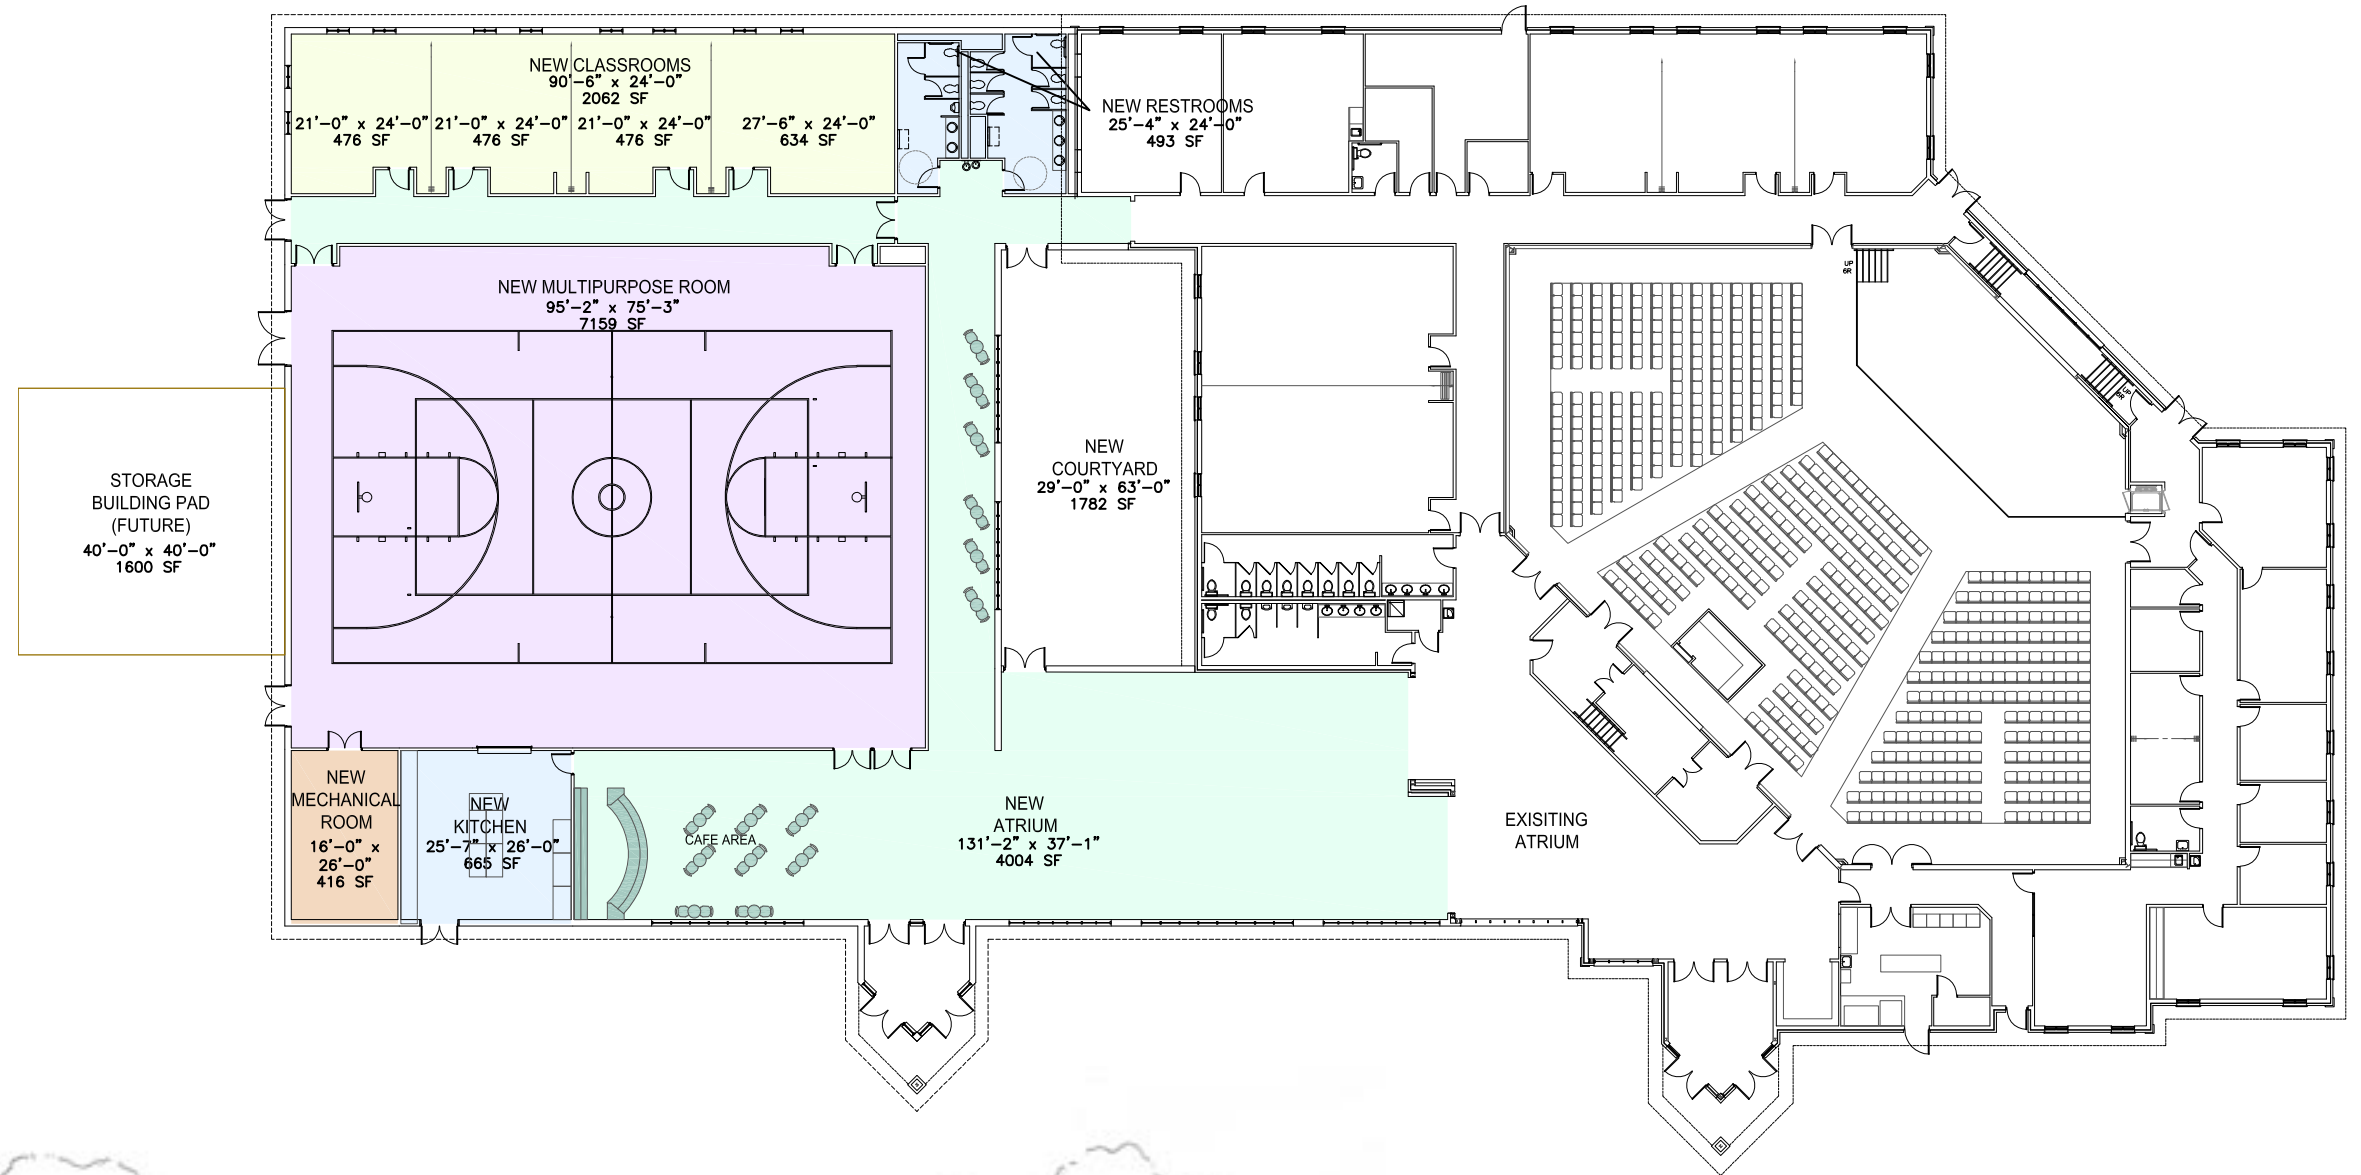 NEW CLASSROOMS
90'-6" x 24'-0"
2062 SF
21'-0" x 24'-0"
476 SF
21'-0" x 24'-0"
476 SF
21'-0" x 24'-0"
476 SF
27'-6" x 24'-0"
634 SF
NEW RESTROOMS
25'-4" x 24'-0"
493 SF
NEW MULTIPURPOSE ROOM
95'-2" x 75'-3"
7159 SF
UP
6R
UP
6R
NEW
COURTYARD
29'-0" x 63'-0"
1782 SF
STORAGE
BUILDING PAD
(FUTURE)
40'-0" x 40'-0"
1600 SF
NEW
MECHANICAL
ROOM
16'-0" x
26'-0"
416 SF
NEW
KITCHEN
25'-7" x 26'-0"
665 SF
CAFE AREA
NEW
ATRIUM
131'-2" x 37'-1"
4004 SF
EXISITING
ATRIUM